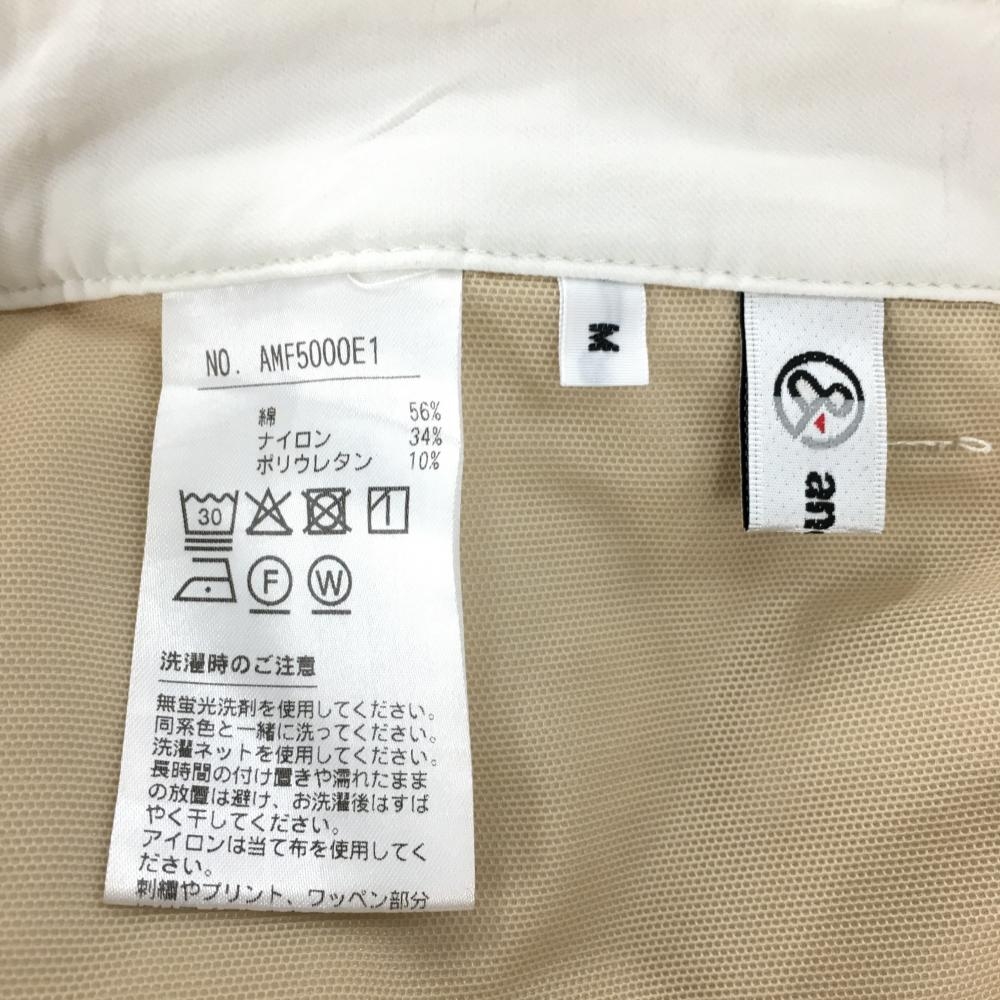 NO. AMF5000E1
綿 56%
ナイロン 34%
ポリウレタン 10%
30
F W
洗濯時のご注意
無蛍光洗剤を使用してください。
同系色と一緒に洗ってください。
洗濯ネットを使用してください。
長時間の付け置きや濡れたまま
の放置は避け、お洗濯後はすば
やく干してください。
アイロンは当て布を使用してく
ださい。
刺繍やプリント、ワッペン部分
M
an